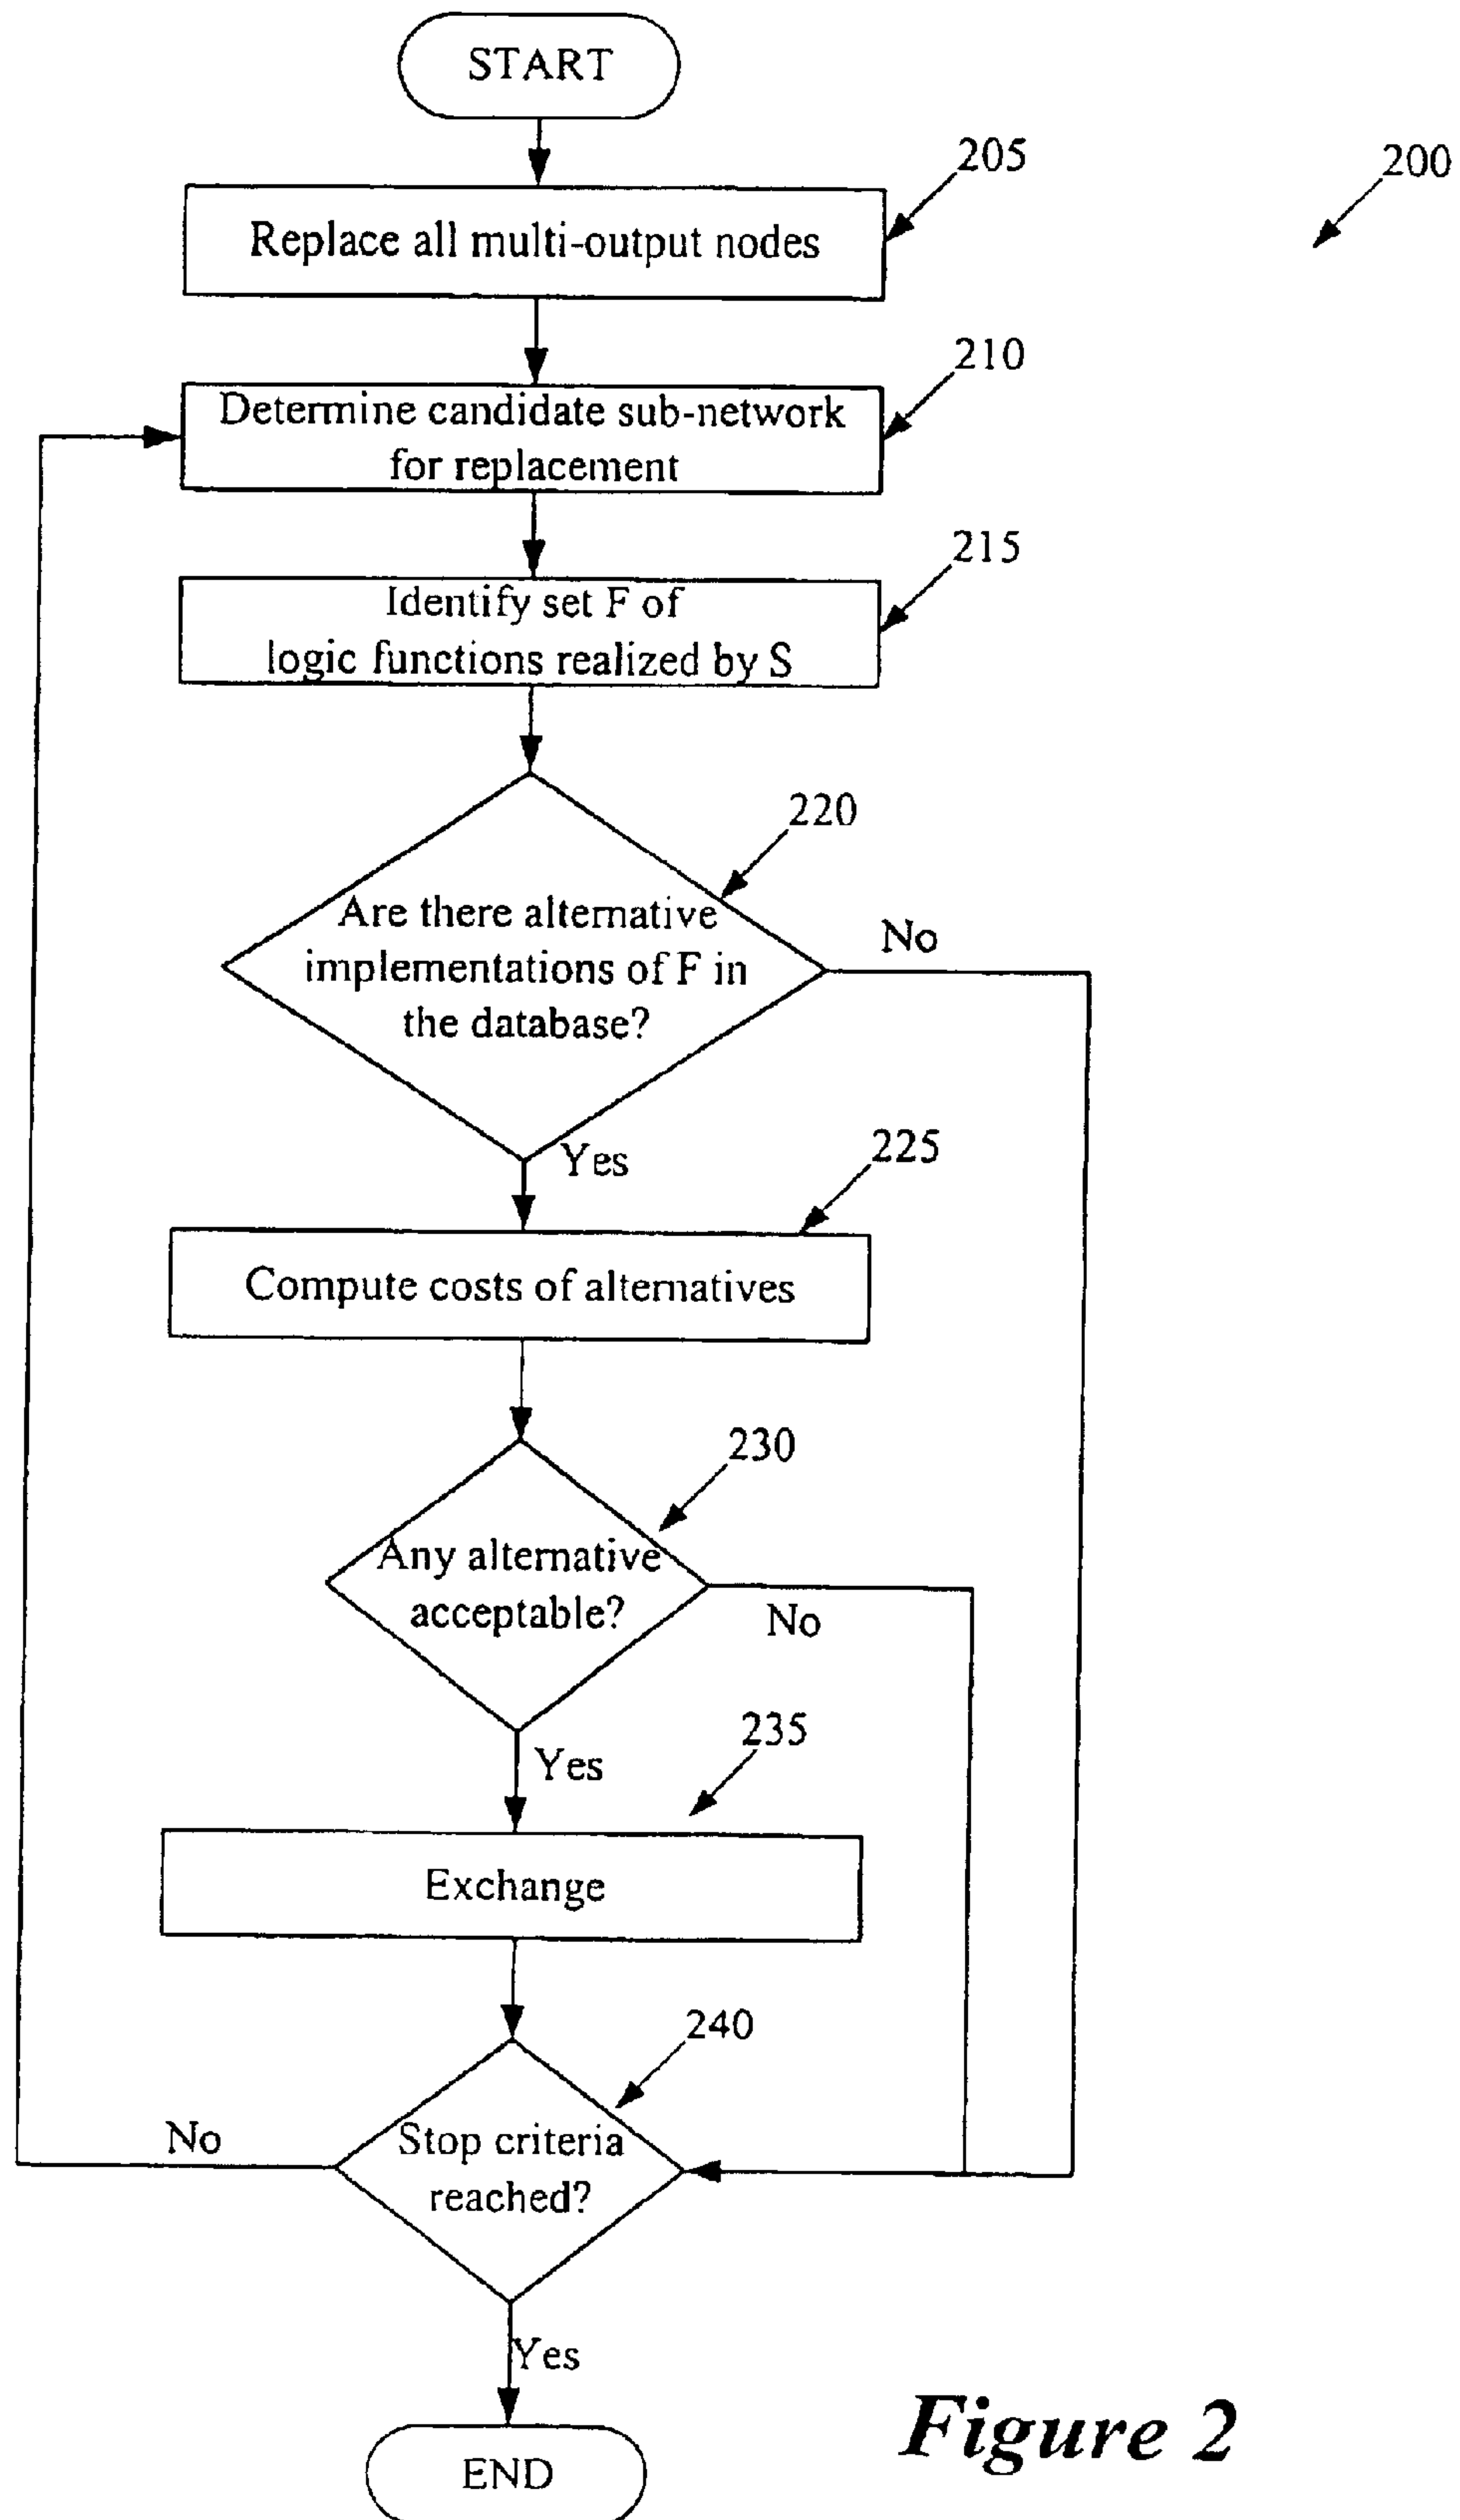 START
205
200
Replace all multi-output nodes
210
Determine candidate sub-network
for replacement
215
Identify set F of
logic functions realized by S
220
Are there alternative
implementations of F in
the database?
No
Yes
225
Compute costs of alternatives
230
Any alternative
acceptable?
No
235
Yes
Exchange
240
No
Stop criteria
reached?
Yes
Figure 2
END